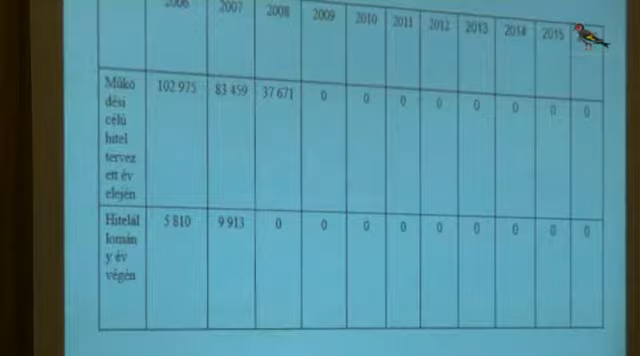 2006 2007 2008 2009 2010 2011 2012 2013 2014 2015
Műkö 102 975 83 459 37 671 0 0 0 0 0 0 0 0
dési
célú
hitel
tervez
ett év
elején
Hitelál 5 810 9 913 0 0 0 0 0 0 0 0 0
lomán
y év
végén